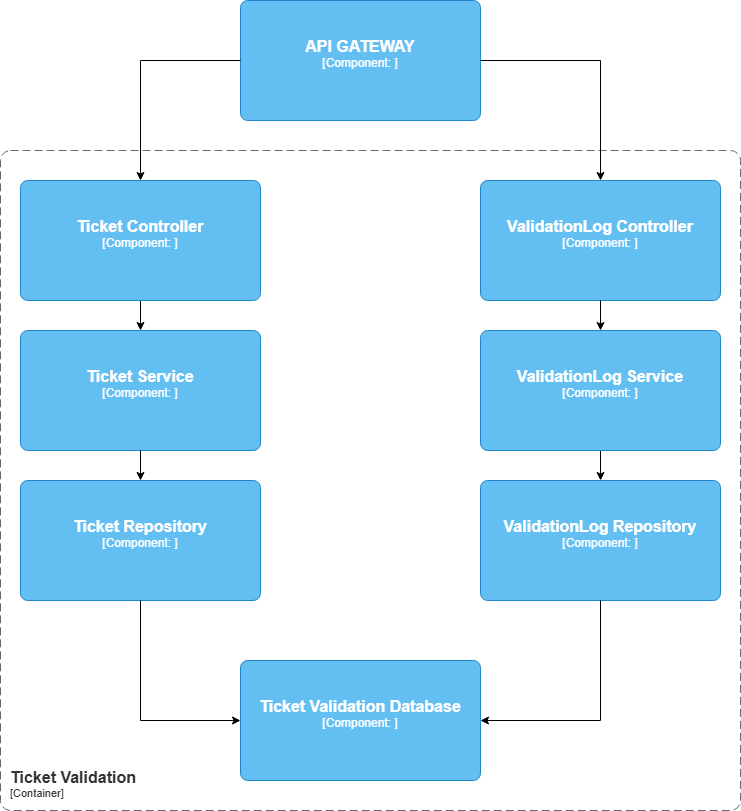 API GATEWAY
[Component: ]
Ticket Controller
[Component: ]
ValidationLog Controller
[Component: ]
Ticket Service
[Component: ]
ValidationLog Service
[Component: ]
Ticket Repository
[Component: ]
ValidationLog Repository
[Component: ]
Ticket Validation Database
[Component: ]
Ticket Validation
[Container]